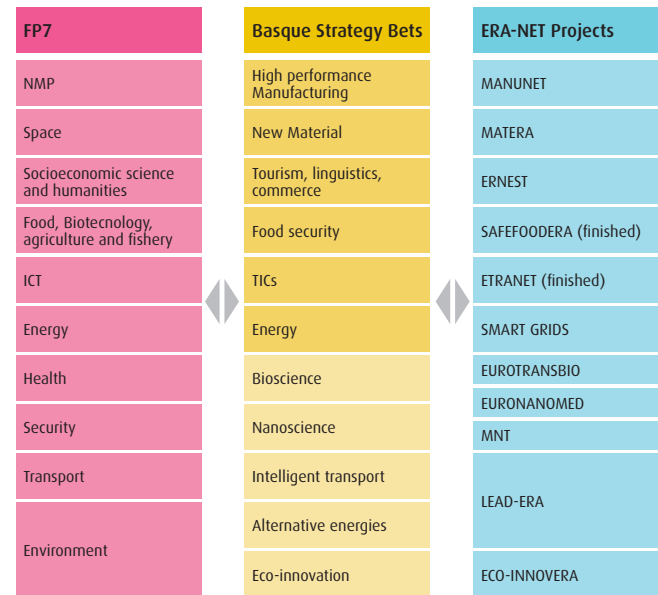 FP7
NMP
Space
Socioeconomic science
and humanities
Food, Biotecnology,
agriculture and fishery
ICT
Energy
Health
Security
Transport
Environment
Basque Strategy Bets
High performance
Manufacturing
New Material
Tourism, linguistics,
commerce
Food security
TICs
Energy
Bioscience
Nanoscience
Intelligent transport
Alternative energies
Eco-innovation
ERA-NET Projects
MANUNET
MATERA
ERNEST
SAFEFOODERA (finished)
ETRANET (finished)
SMART GRIDS
EUROTRANSBIO
EURONANOMED
MNT
LEAD-ERA
ECO-INNOVERA